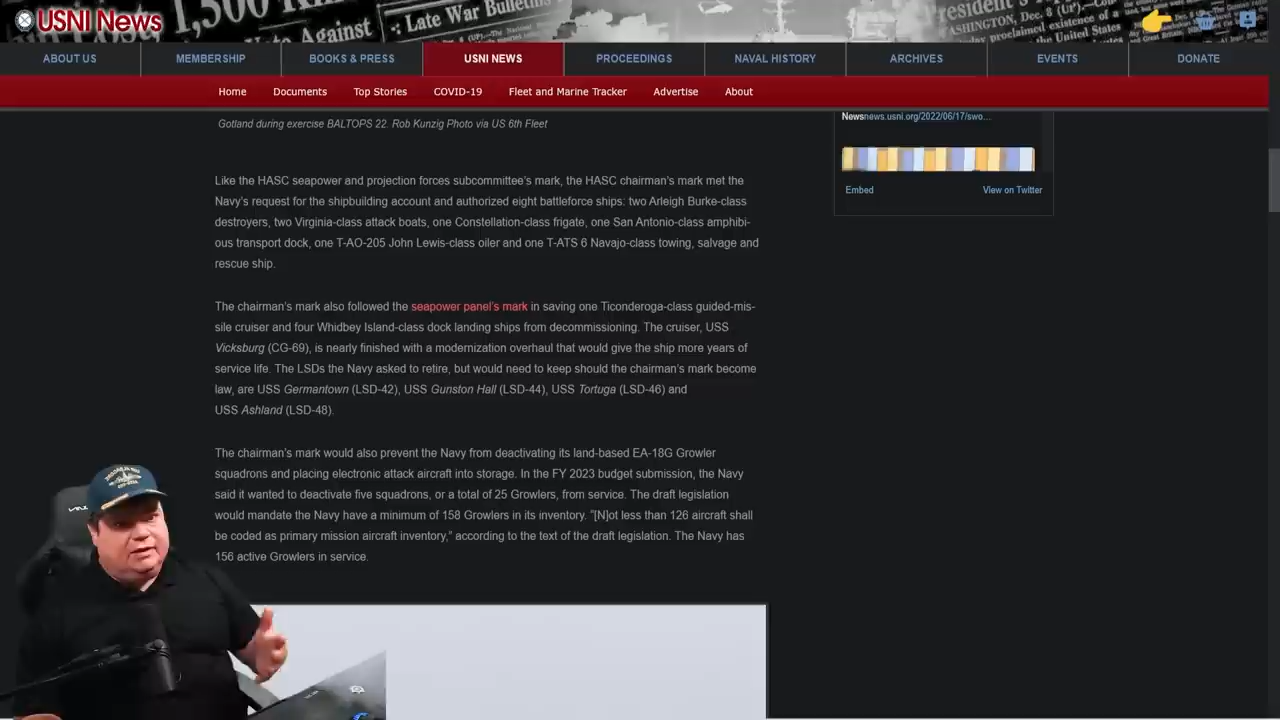 1,500 K
Late War Bulletins
Against
President's
ASHINGTON, Dec. 8
proclaimed
existence of
the United States
USNI News
ABOUT US
MEMBERSHIP
BOOKS & PRESS
USNI NEWS
PROCEEDINGS
NAVAL HISTORY
ARCHIVES
EVENTS
DONATE
Home
Documents
Top Stories
COVID-19
Fleet and Marine Tracker
Advertise
About
Gotland during exercise BALTOPS 22. Rob Kunzig Photo via US 6th Fleet
Newsnews.usni.org/2022/06/17/swo…
Embed
View on Twitter
Like the HASC seapower and projection forces subcommittee's mark, the HASC chairman's mark met the
Navy's request for the shipbuilding account and authorized eight battleforce ships: two Arleigh Burke-class
destroyers, two Virginia-class attack boats, one Constellation-class frigate, one San Antonio-class amphibi-
ous transport dock, one T-AO-205 John Lewis-class oiler and one T-ATS 6 Navajo-class towing, salvage and
rescue ship.
The chairman's mark also followed the seapower panel's mark in saving one Ticonderoga-class guided-mis-
sile cruiser and four Whidbey Island-class dock landing ships from decommissioning. The cruiser, USS
Vicksburg (CG-69), is nearly finished with a modernization overhaul that would give the ship more years of
service life. The LSDs the Navy asked to retire, but would need to keep should the chairman's mark become
law, are USS Germantown (LSD-42), USS Gunston Hall (LSD-44), USS Tortuga (LSD-46) and
USS Ashland (LSD-48).
The chairman's mark would also prevent the Navy from deactivating its land-based EA-18G Growler
squadrons and placing electronic attack aircraft into storage. In the FY 2023 budget submission, the Navy
said it wanted to deactivate five squadrons, or a total of 25 Growlers, from service. The draft legislation
would mandate the Navy have a minimum of 158 Growlers in its inventory. "[N]ot less than 126 aircraft shall
be coded as primary mission aircraft inventory," according to the text of the draft legislation. The Navy has
156 active Growlers in service.